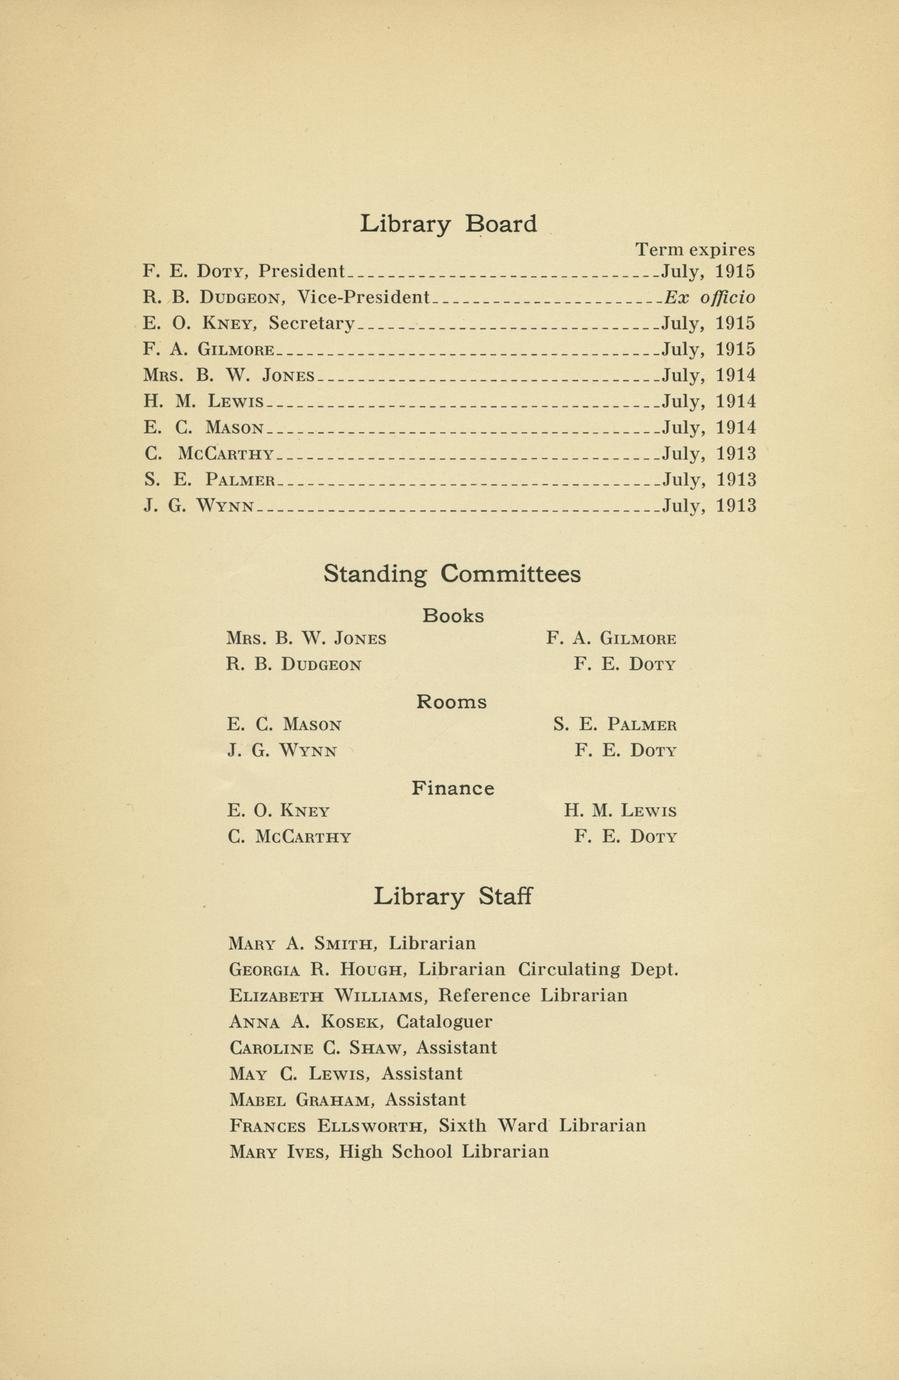 Library Board
Term expires
F. E. Doty, President------------------------------July, 1915
R. B. Dudgeon, Vice-President----------------------Ex officio
E. O. Kney, Secretary-----------------------------July, 1915
F. A. Gilmore-------------------------------------July, 1915
Mrs. B. W. Jones----------------------------------July, 1914
H. M. Lewis---------------------------------------July, 1914
E. C. Mason---------------------------------------July, 1914
C. McCarthy--------------------------------------July, 1913
S. E. Palmer--------------------------------------July, 1913
J. G. Wynn----------------------------------------July, 1913
Standing Committees
Books
Mrs. B. W. Jones F. A. Gilmore
R. B. Dudgeon F. E. Doty
Rooms
E. C. Mason S. E. Palmer
J. G. Wynn F. E. Doty
Finance
E. O. Kney H. M. Lewis
C. McCarthy F. E. Doty
Library Staff
Mary A. Smith, Librarian
Georgia R. Hough, Librarian Circulating Dept.
Elizabeth Williams, Reference Librarian
Anna A. Kosek, Cataloguer
Caroline C. Shaw, Assistant
May C. Lewis, Assistant
Mabel Graham, Assistant
Frances Ellsworth, Sixth Ward Librarian
Mary Ives, High School Librarian